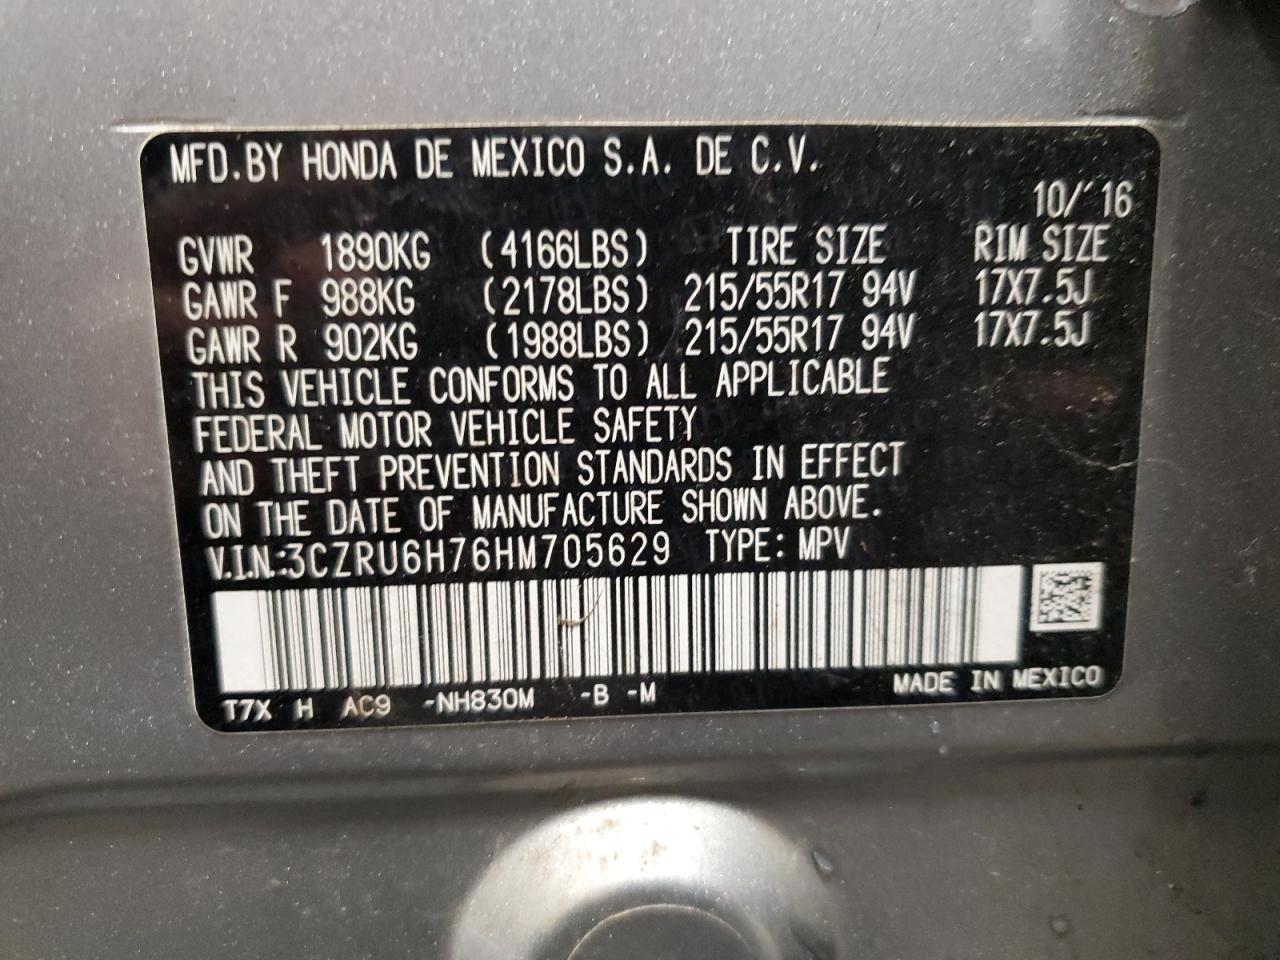 MFD.BY HONDA DE MEXICO S.A. DE C.V.
10/'16
GVWR 1890KG (4166LBS) TIRE SIZE RIM SIZE
GAWR F 988KG (2178LBS) 215/55R17 94V 17X7.5J
GAWR R 902KG (1988LBS) 215/55R17 94V 17X7.5J
THIS VEHICLE CONFORMS TO ALL APPLICABLE
FEDERAL MOTOR VEHICLE SAFETY
AND THEFT PREVENTION STANDARDS IN EFFECT
ON THE DATE OF MANUFACTURE SHOWN ABOVE.
V.I.N.:3CZRU6H76HM705629 TYPE: MPV
T7X H AC9 -NH830M -B -M MADE IN MEXICO